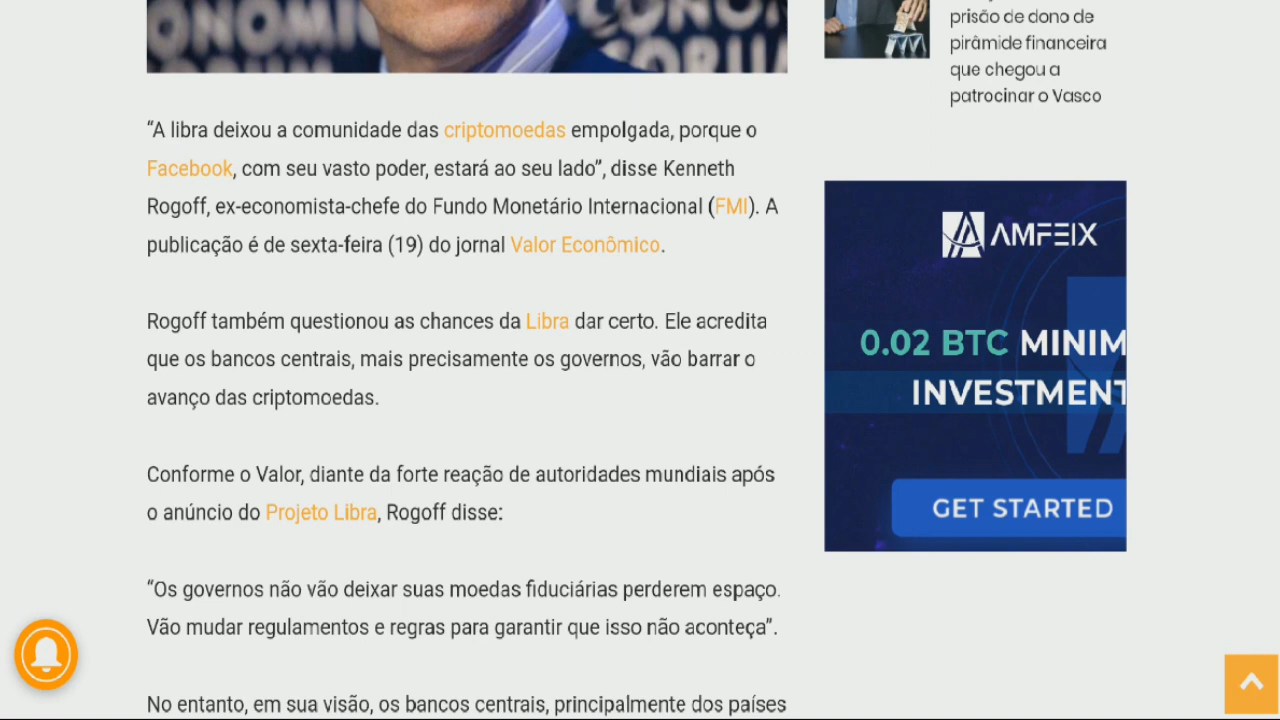 ONOMIC
ECONOM
FORUM
prisão de dono de
pirâmide financeira
que chegou a
patrocinar o Vasco
“A libra deixou a comunidade das criptomoedas empolgada, porque o
Facebook, com seu vasto poder, estará ao seu lado”, disse Kenneth
Rogoff, ex-economista-chefe do Fundo Monetário Internacional (FMI). A
publicação é de sexta-feira (19) do jornal Valor Econômico.
Rogoff também questionou as chances da Libra dar certo. Ele acredita
que os bancos centrais, mais precisamente os governos, vão barrar o
avanço das criptomoedas.
Conforme o Valor, diante da forte reação de autoridades mundiais após
o anúncio do Projeto Libra, Rogoff disse:
“Os governos não vão deixar suas moedas fiduciárias perderem espaço.
Vão mudar regulamentos e regras para garantir que isso não aconteça”.
No entanto, em sua visão, os bancos centrais, principalmente dos países
AMFEIX
0.02 BTC MINIM
INVESTMENT
GET STARTED